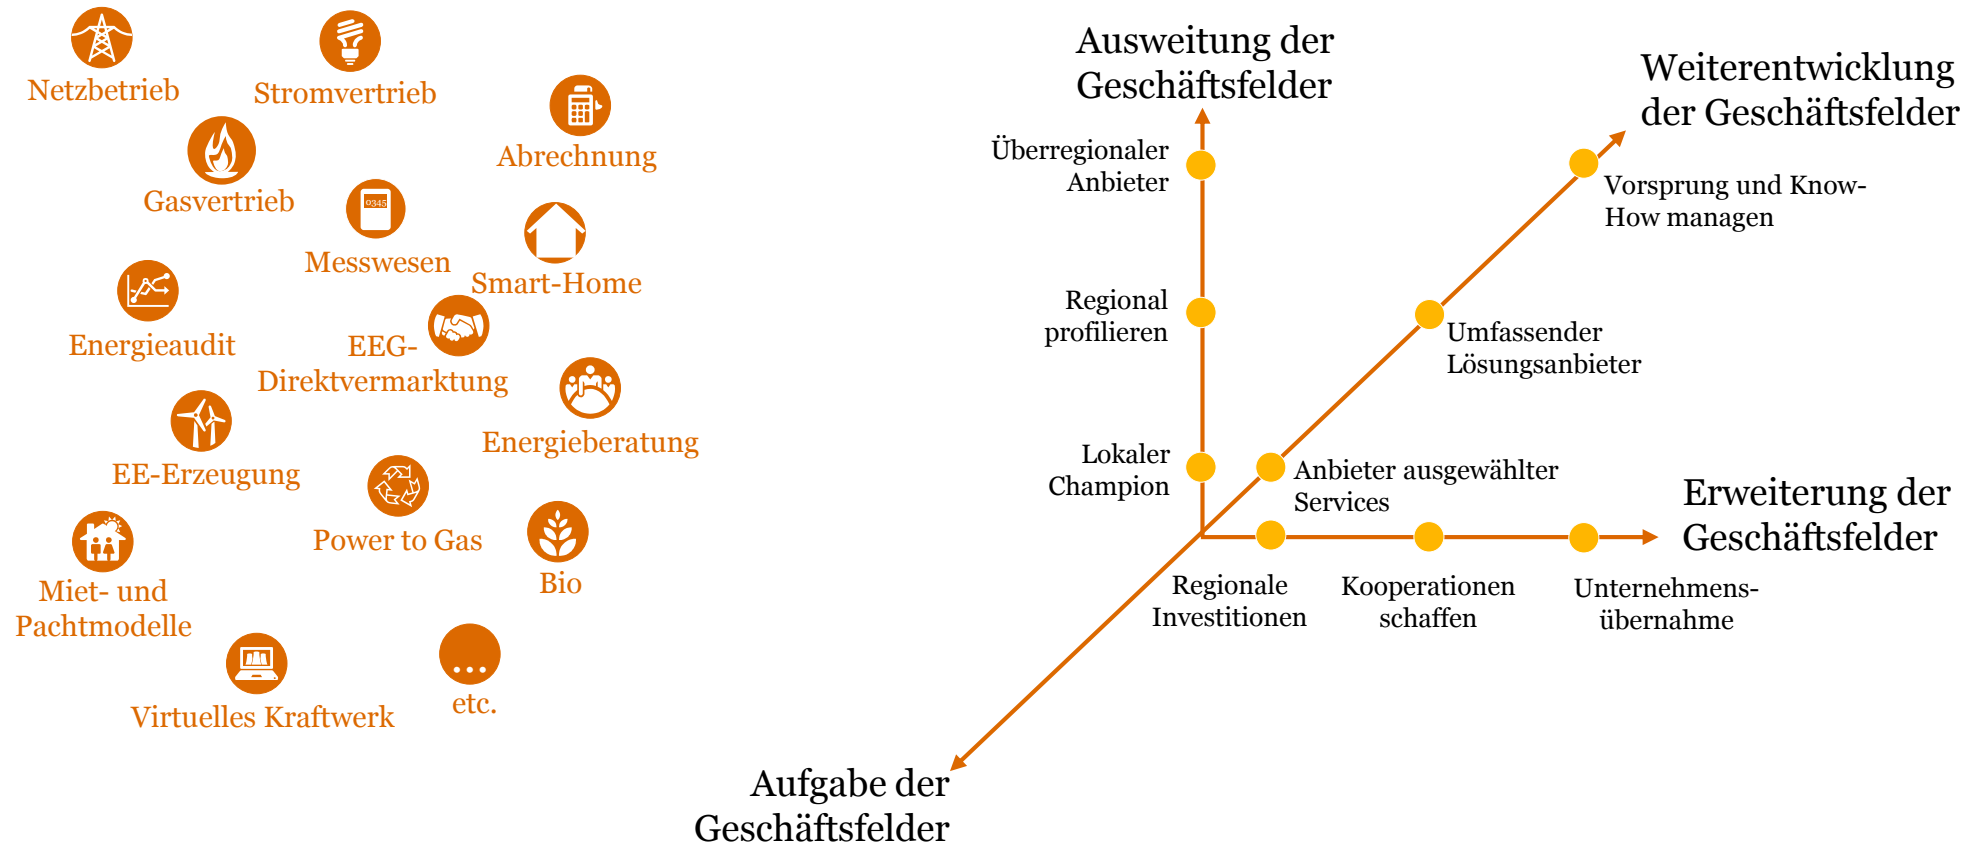 Netzbetrieb
Stromvertrieb
Abrechnung
Gasvertrieb
0345
Messwesen
Smart-Home
Energieaudit
EEG-
Direktvermarktung
Energieberatung
EE-Erzeugung
Power to Gas
Bio
Miet- und
Pachtmodelle
Virtuelles Kraftwerk
...
etc.
Ausweitung der
Geschäftsfelder
Überregionaler
Anbieter
Regional
profilieren
Lokaler
Champion
Weiterentwicklung
der Geschäftsfelder
Vorsprung und Know-
How managen
Umfassender
Lösungsanbieter
Anbieter ausgewählter
Services
Erweiterung der
Geschäftsfelder
Regionale
Investitionen
Kooperationen
schaffen
Unternehmens-
übernahme
Aufgabe der
Geschäftsfelder